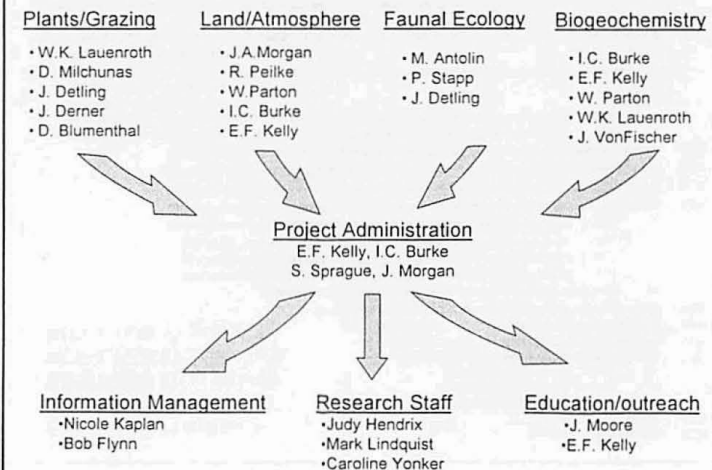 Plants/Grazing
• W.K. Lauenroth
• D. Milchunas
• J. Detling
• J. Derner
• D. Blumenthal
Land/Atmosphere
• J.A.Morgan
• R. Peilke
• W.Parton
• I.C. Burke
• E.F. Kelly
Faunal Ecology
• M. Antolin
• P. Stapp
• J. Detling
Biogeochemistry
• I.C. Burke
• E.F. Kelly
• W. Parton
• W.K. Lauenroth
• J. VonFischer
Project Administration
E.F. Kelly, I.C. Burke
S. Sprague, J. Morgan
Information Management
•Nicole Kaplan
•Bob Flynn
Research Staff
•Judy Hendrix
•Mark Lindquist
•Caroline Yonker
Education/outreach
•J. Moore
•E.F. Kelly